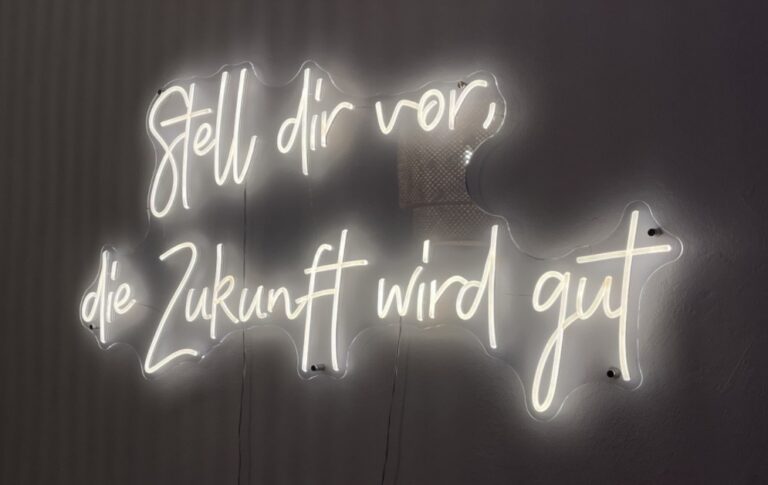 Stell dir vor,
die Zukunft wird gut